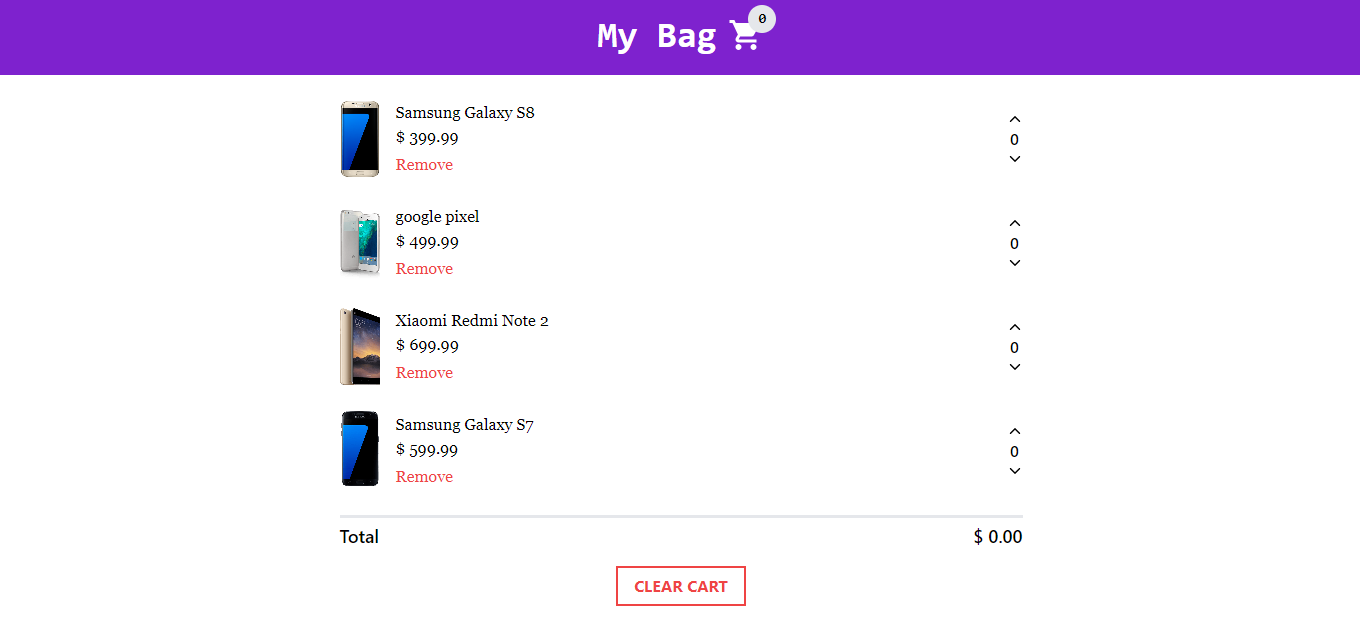 My Bag 0
Samsung Galaxy S8
$ 399.99
0
Remove
google pixel
$ 499.99
0
Remove
Xiaomi Redmi Note 2
$ 699.99
0
Remove
Samsung Galaxy S7
$ 599.99
0
Remove
Total $ 0.00
CLEAR CART